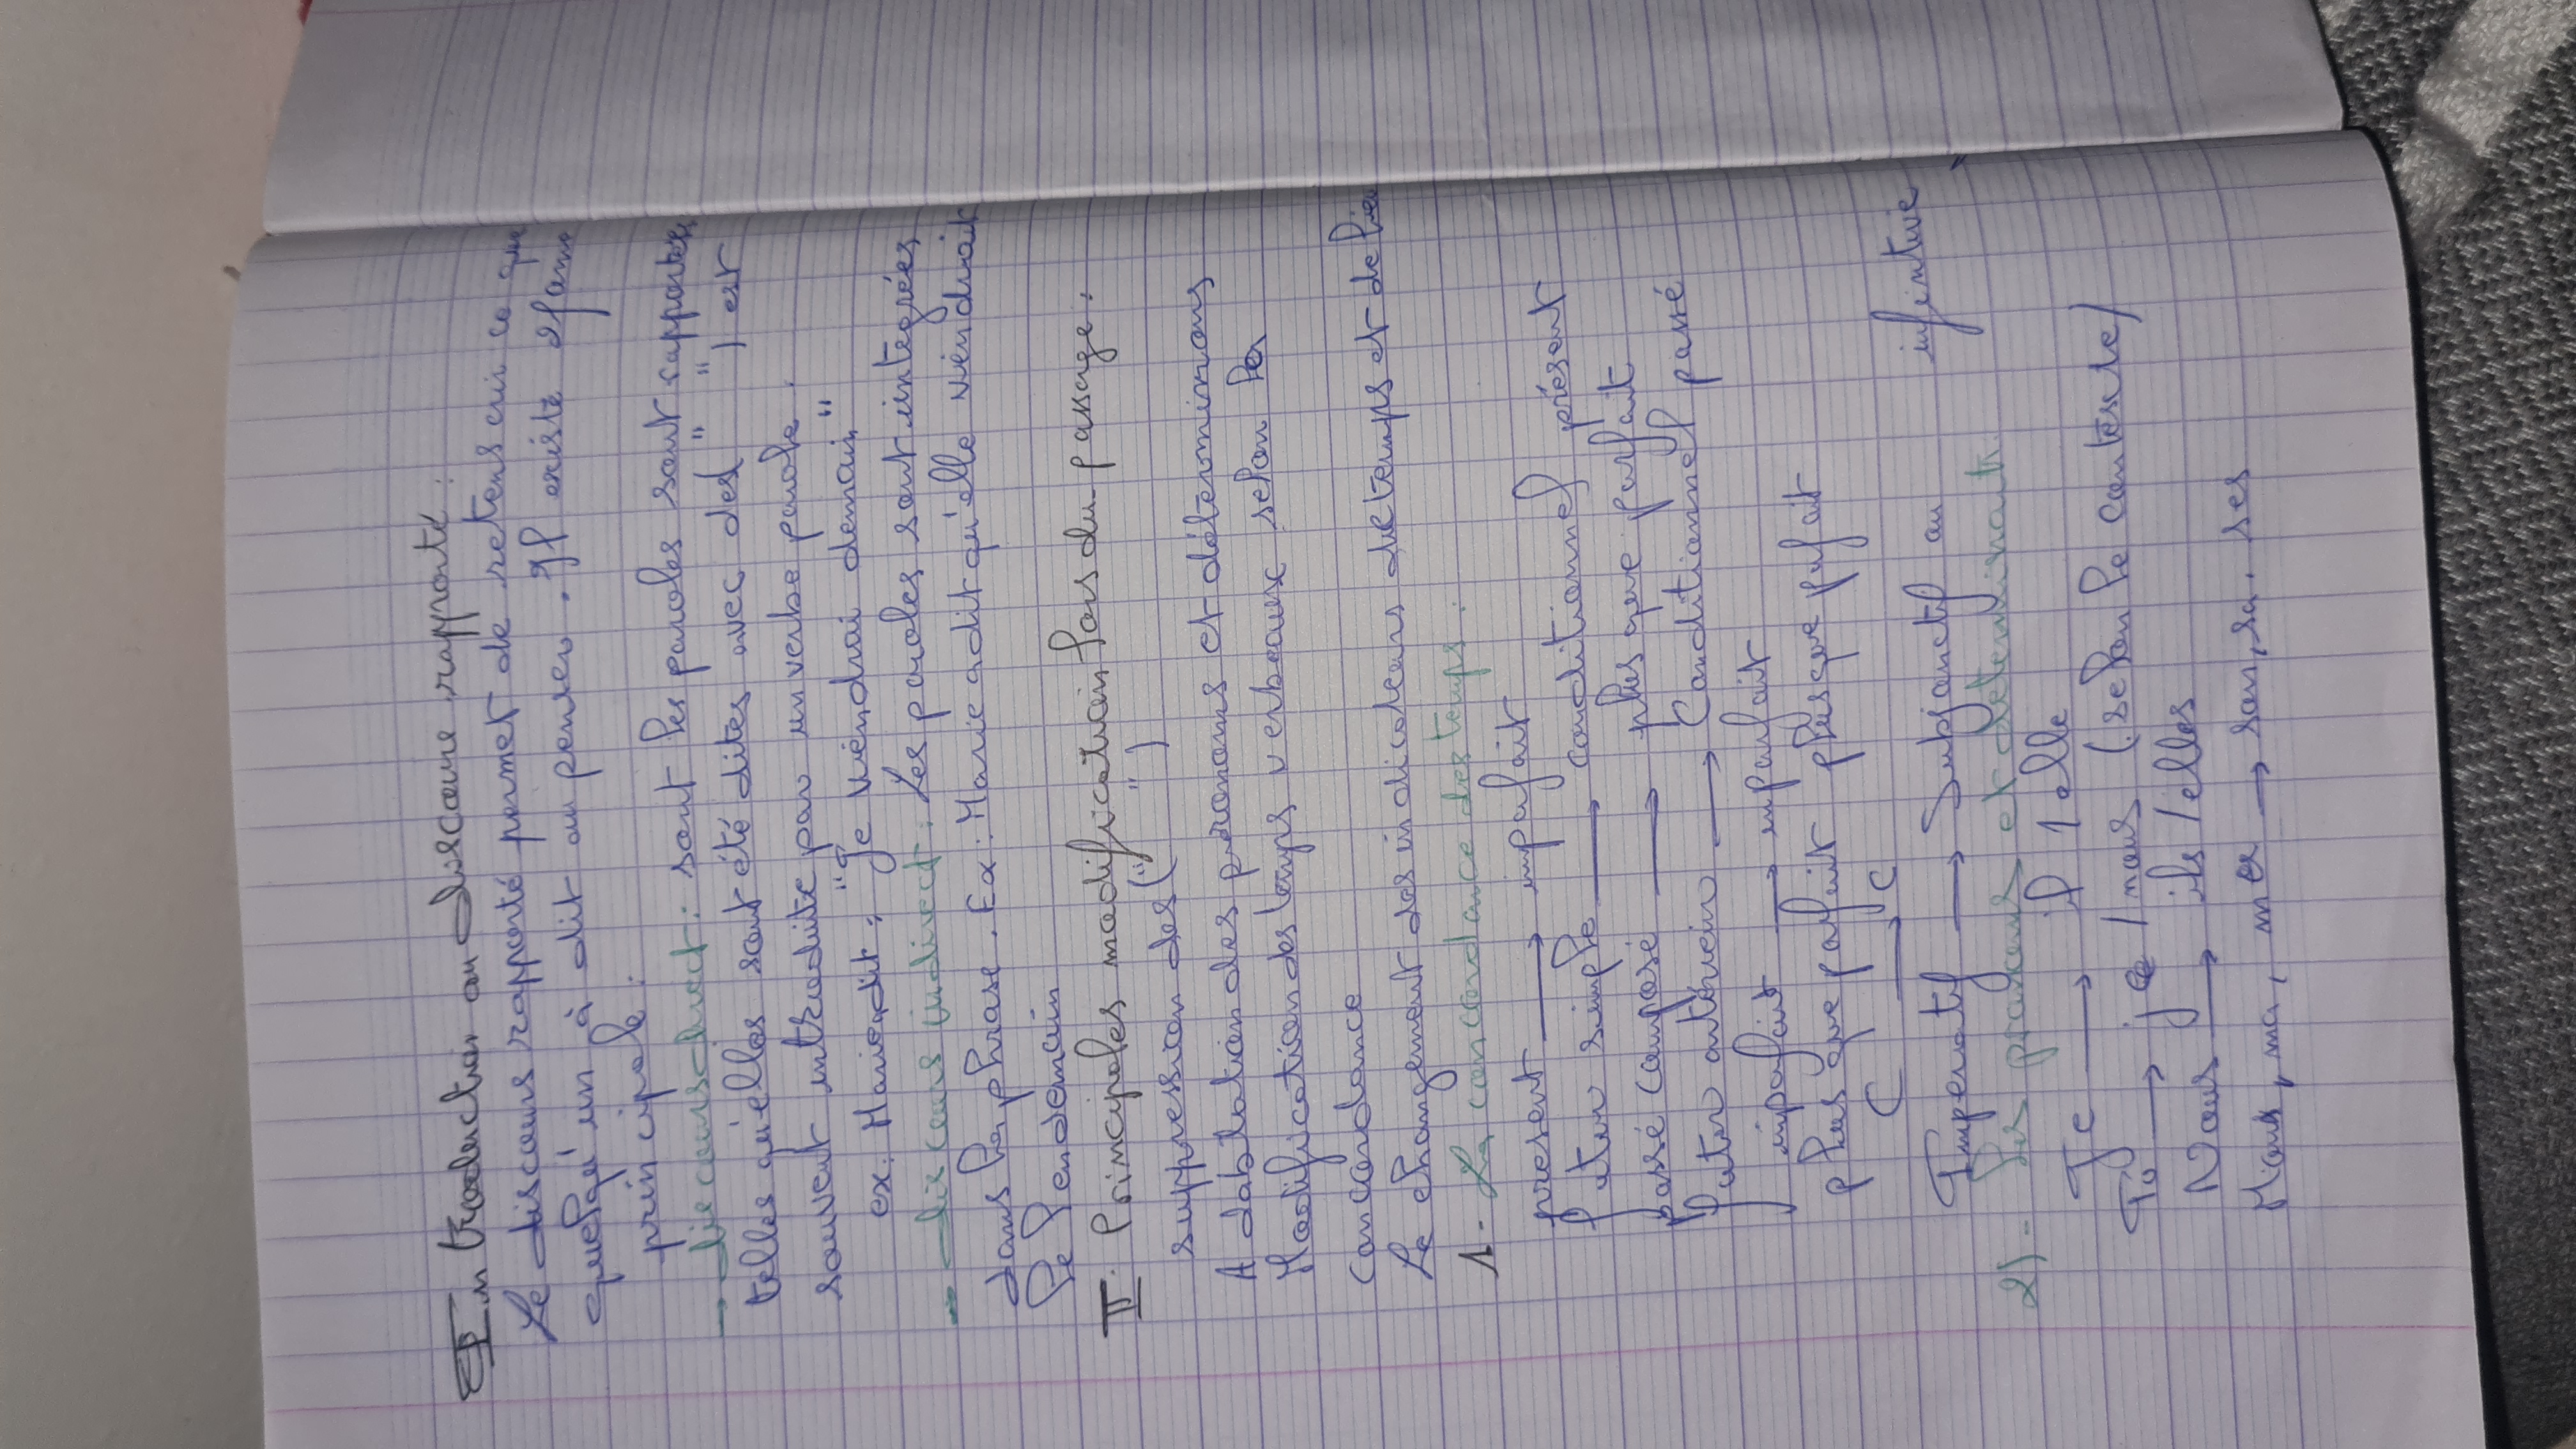 Introduction au discours rapporté :
Le discours rapporté permet de retenscrir ce que
quelqu'un à dit ou penser. Il existe 2 forme
principale :
→ discours direct : sont les paroles sont rapportées
telles qu'elles sont été dites avec des (" ") est
souvent introduite par un verbe parole.
ex. Marie dit : "Je viendrai demain"
→ discours indirect : Les paroles sont intégrées
dans la phrase. Ex : Marie a dit qu'elle viendrait
le lendemain
II. Principales modification lors du passage :
suppression des (" ")
Adabtation des pronoms et déterminans
Modification des temps verbeaux selon la
concordance
Le changement des indicateurs de temps et de lieu
1- La concordance des temps :
présent → imparfait
futur simple → conditionnel présent
passé composé → plus que parfait
futur antérieur → Conditionnel passé
imparfait → imparfait
plus que parfait plus que parfait
C → C
Imperatif → Subjonctif ou infintive
2)- Les pronoms et determinants
Je → il / elle
Tu → je / nous (selon le contexte)
Nous → ils / elles
Mon, ma, mes → son, sa. ses